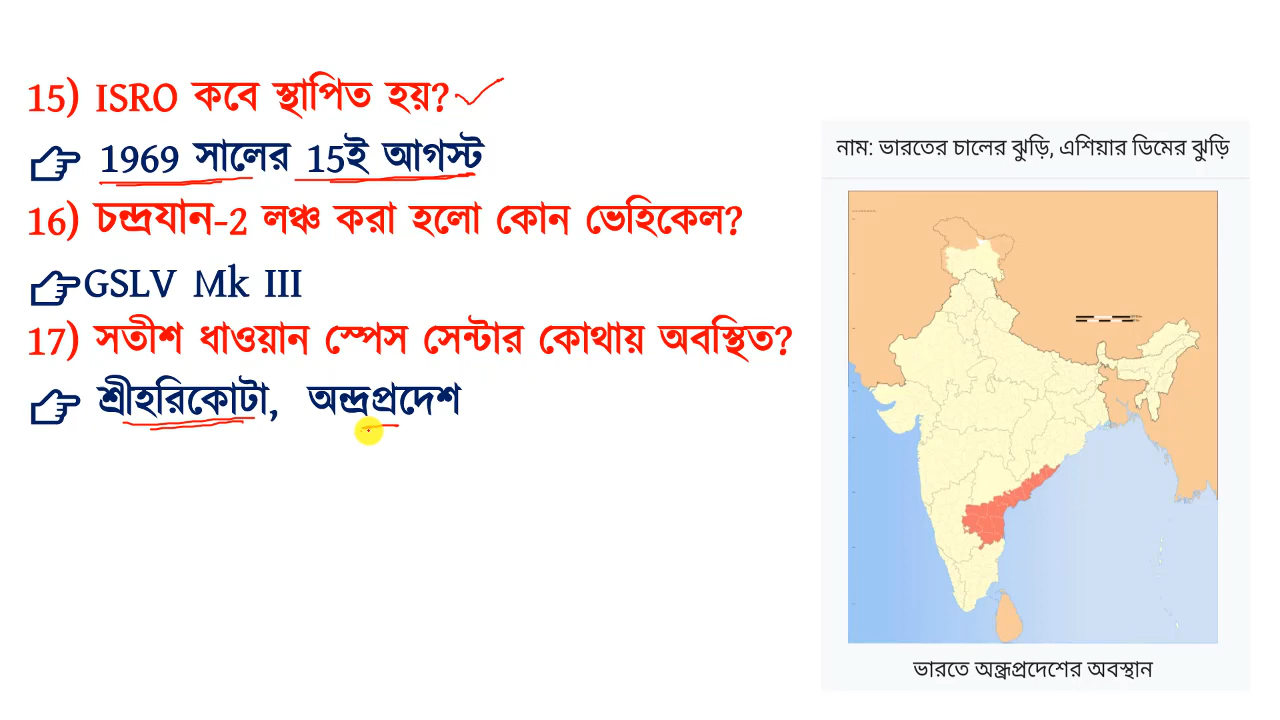 15) ISRO কবে স্থাপিত হয়?
1969 সালের 15ই আগস্ট
16) চন্দ্রযান-2 লঞ্চ করা হলো কোন ভেহিকেল?
GSLV Mk III
17) সতীশ ধাওয়ান স্পেস সেন্টার কোথায় অবস্থিত?
শ্রীহরিকোটা, অন্দ্রপ্রদেশ
নাম: ভারতের চালের ঝুড়ি, এশিয়ার ডিমের ঝুড়ি
ভারতে অন্ধ্রপ্রদেশের অবস্থান